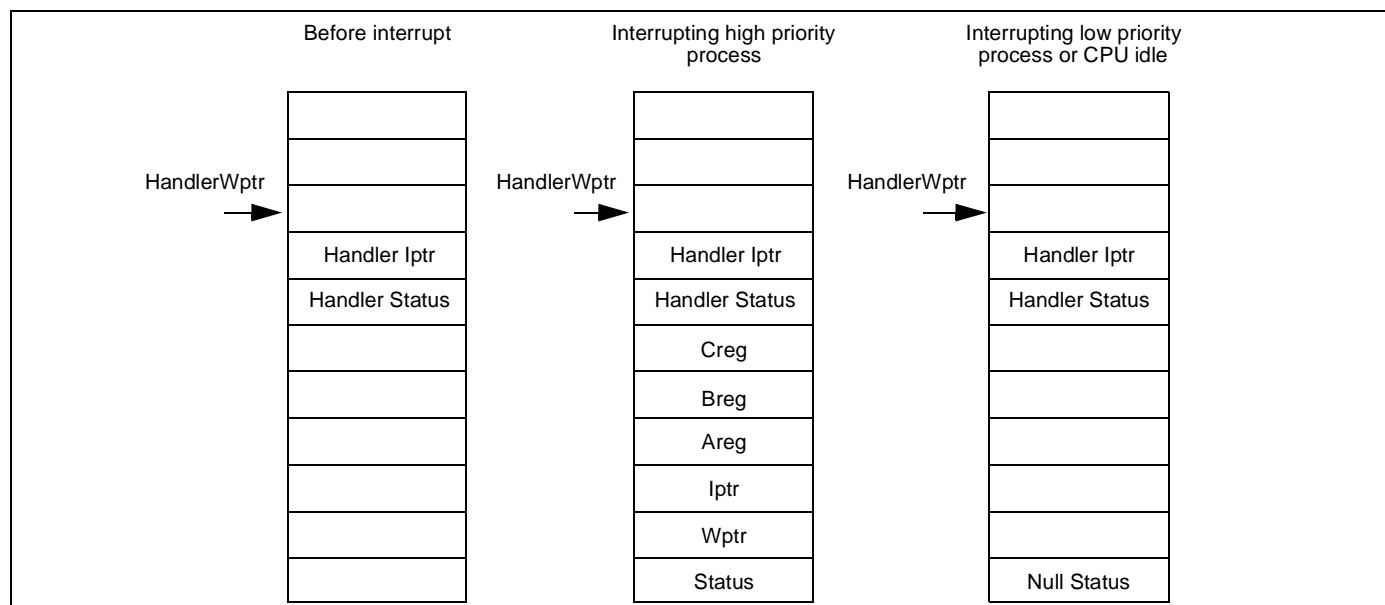 Before interrupt
Interrupting high priority
process
Interrupting low priority
process or CPU idle
HandlerWptr
HandlerWptr
HandlerWptr
Handler Iptr
Handler Iptr
Handler Iptr
Handler Status
Handler Status
Handler Status
Creg
Breg
Areg
Iptr
Wptr
Status
Null Status